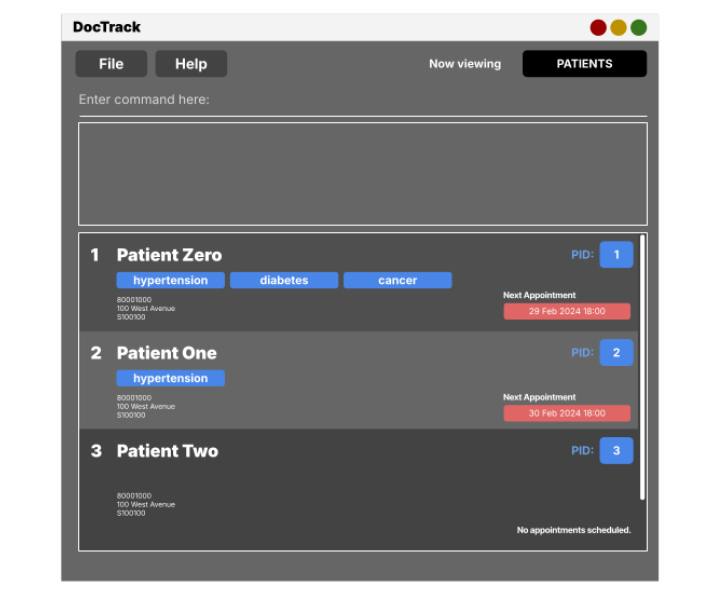 DocTrack
File Help Now viewing PATIENTS
Enter command here:
1 Patient Zero PID: 1
hypertension diabetes cancer
80001000
100 West Avenue
S100100
Next Appointment
29 Feb 2024 18:00
2 Patient One PID: 2
hypertension
80001000
100 West Avenue
S100100
Next Appointment
30 Feb 2024 18:00
3 Patient Two PID: 3
80001000
100 West Avenue
S100100
No appointments scheduled.